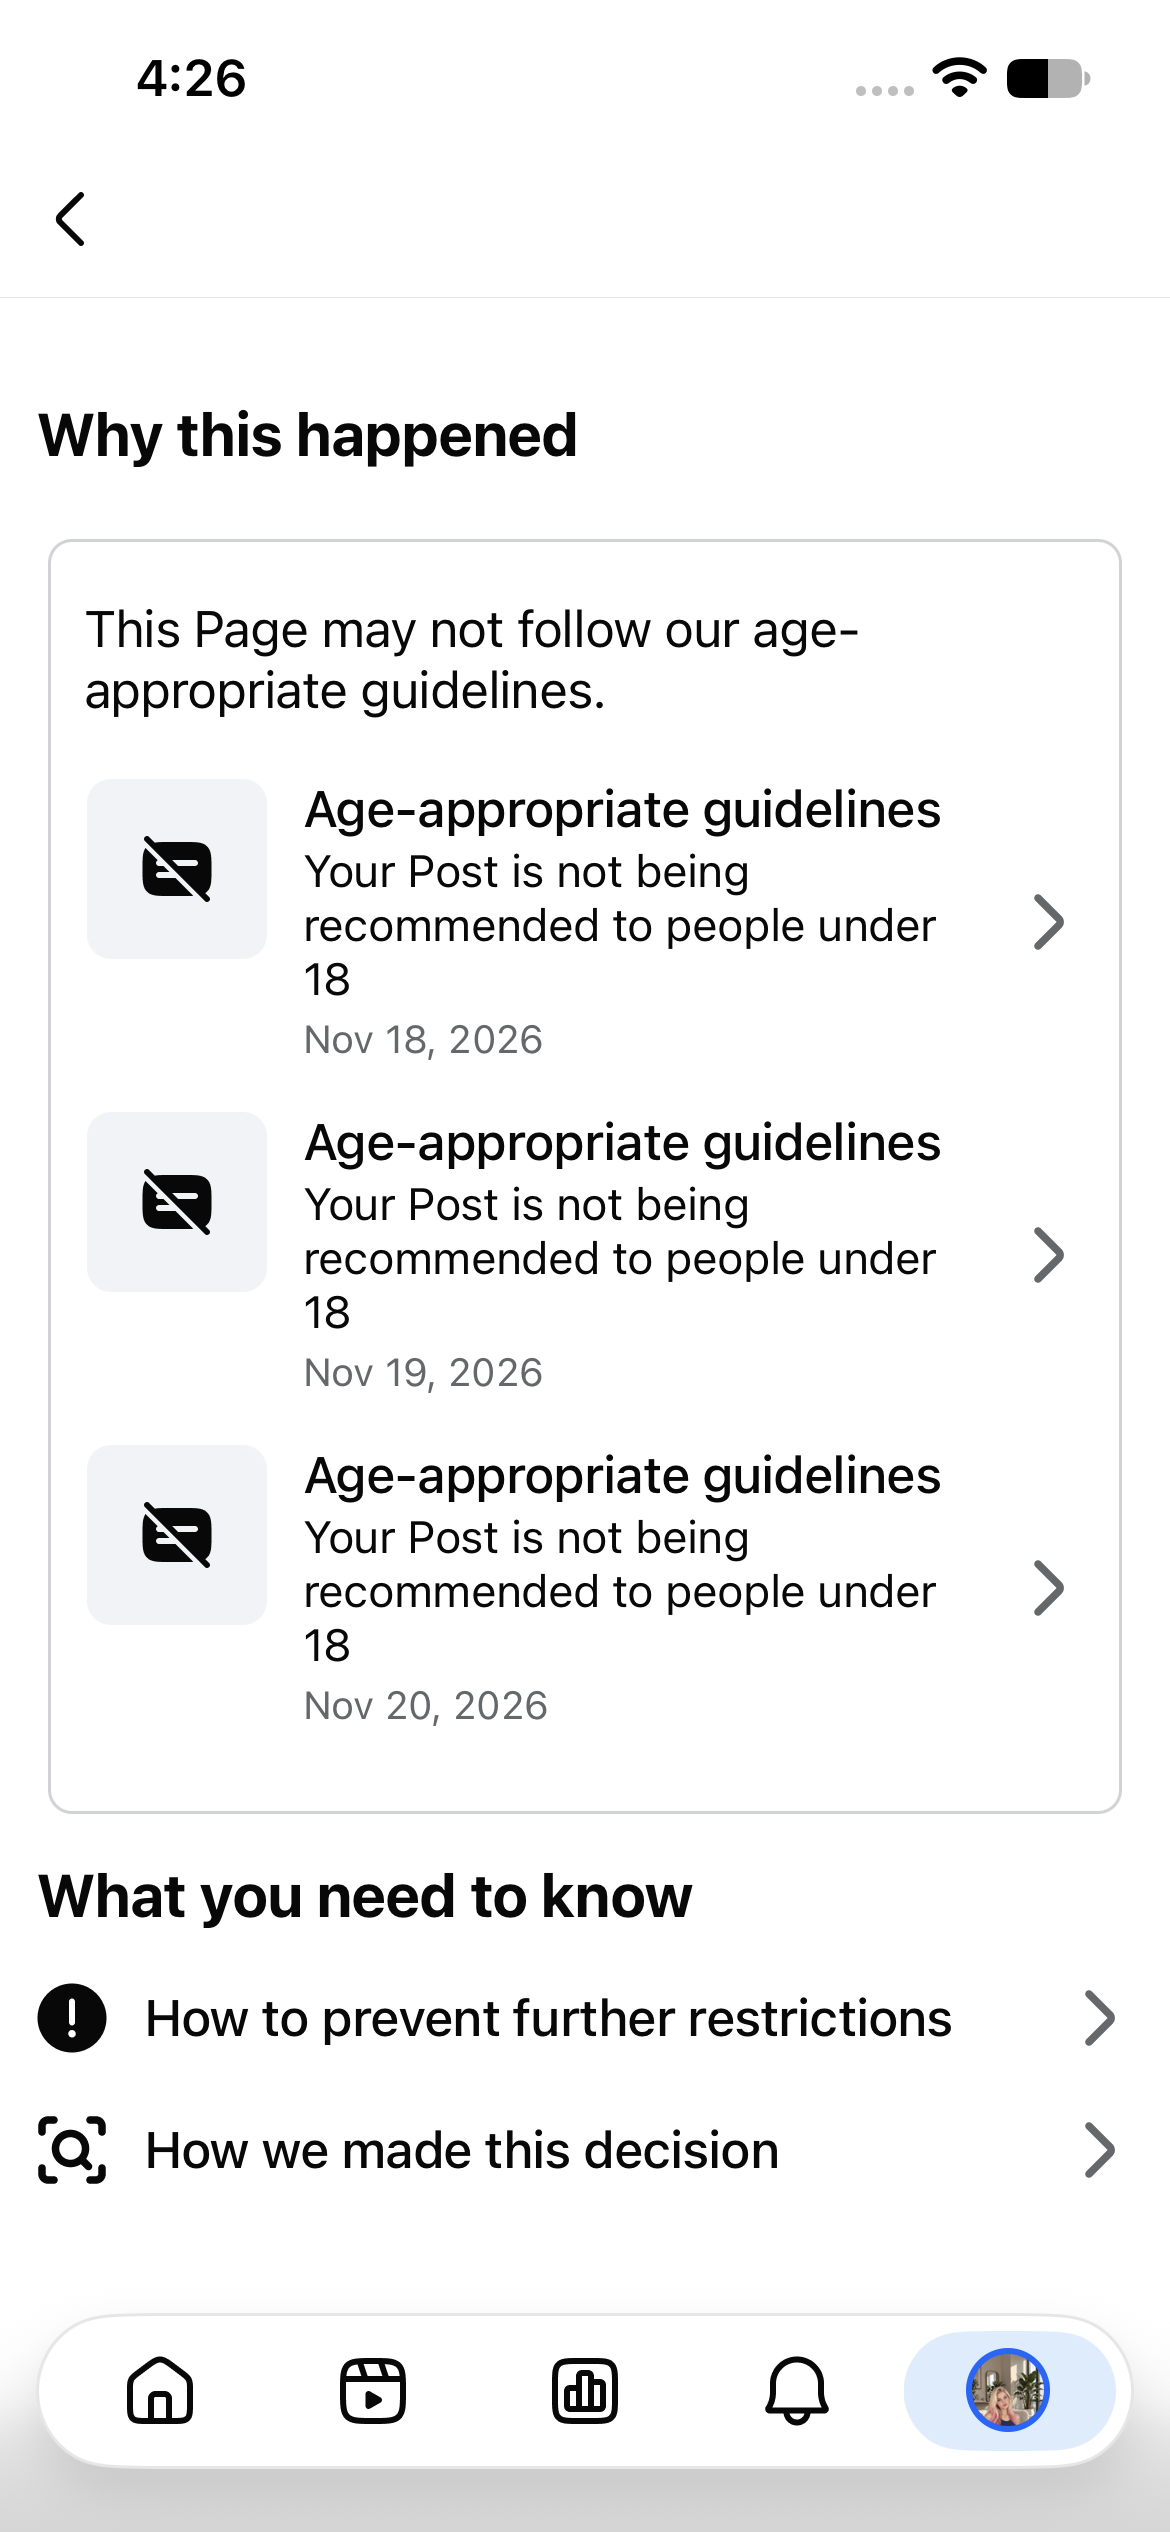 4:26
Why this happened
This Page may not follow our age-
appropriate guidelines.
Age-appropriate guidelines
Your Post is not being
recommended to people under
18
Nov 18, 2026
Age-appropriate guidelines
Your Post is not being
recommended to people under
18
Nov 19, 2026
Age-appropriate guidelines
Your Post is not being
recommended to people under
18
Nov 20, 2026
What you need to know
How to prevent further restrictions
How we made this decision